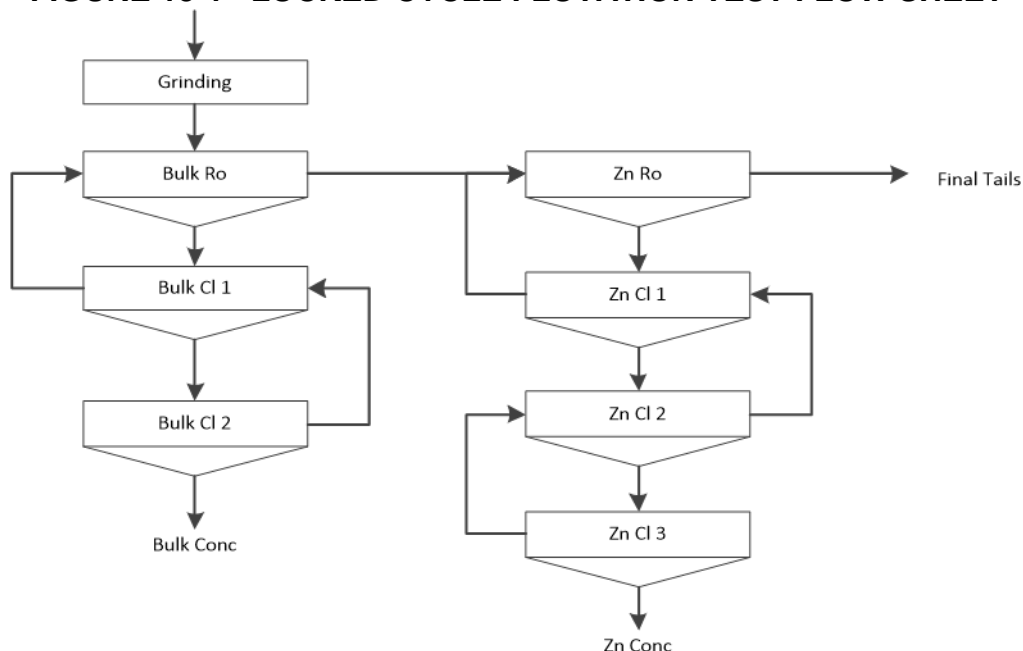 Grinding
Bulk Ro
Zn Ro
Final Tails
Bulk Cl 1
Zn Cl 1
Bulk Cl 2
Zn Cl 2
Zn Cl 3
Bulk Conc
Zn Conc